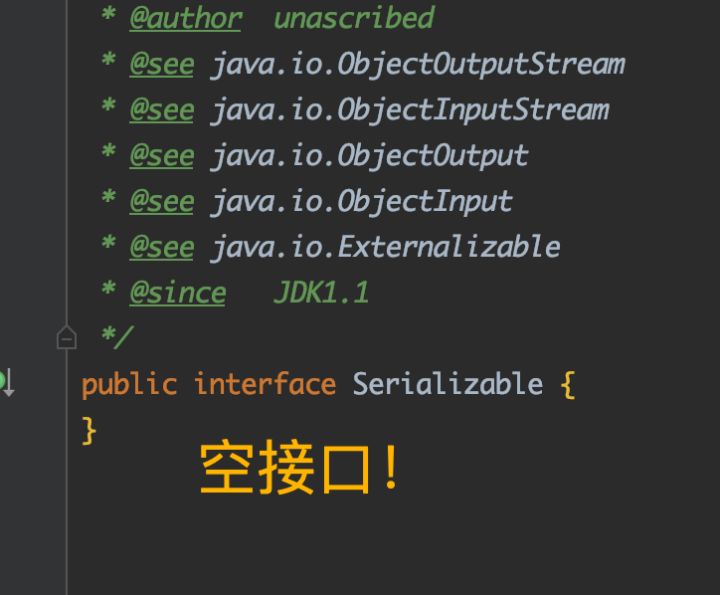 * @author  unascribed
* @see java.io.ObjectOutputStream
* @see java.io.ObjectInputStream
* @see java.io.ObjectOutput
* @see java.io.ObjectInput
* @see java.io.Externalizable
* @since   JDK1.1
*/
public interface Serializable {
}
空接口！